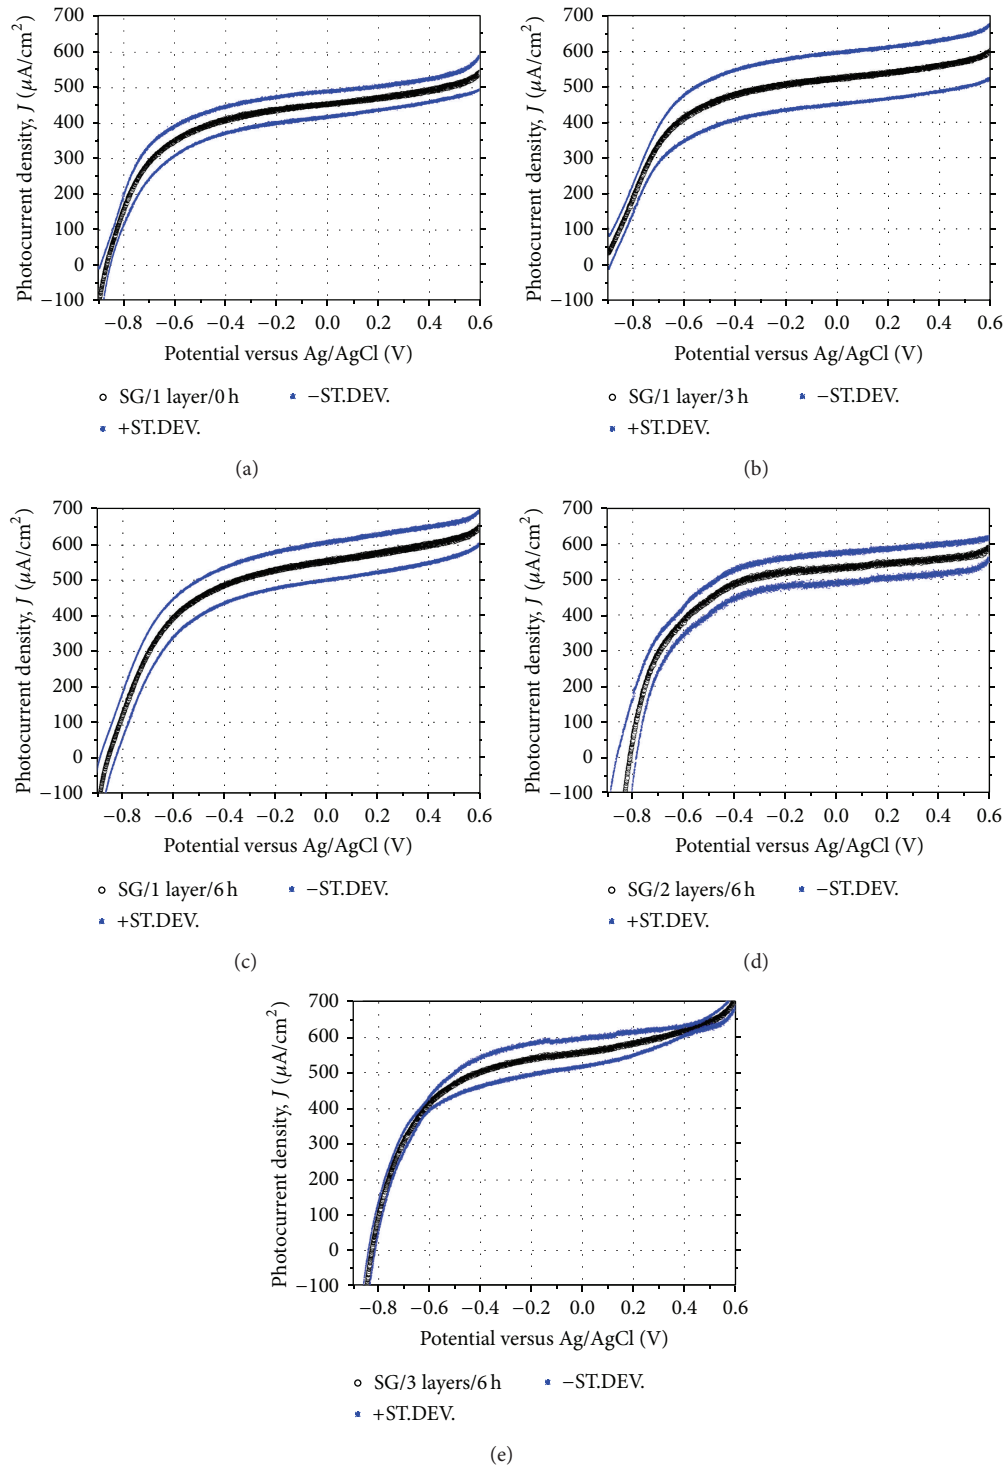 700
600
500
400
300
200
100
0
−100
Photocurrent density, J (μA/cm²)
−0.8 −0.6 −0.4 −0.2 0.0 0.2 0.4 0.6
Potential versus Ag/AgCl (V)
SG/1 layer/0 h −ST.DEV.
+ST.DEV.
(a)
700
600
500
400
300
200
100
0
−100
Photocurrent density, J (μA/cm²)
−0.8 −0.6 −0.4 −0.2 0.0 0.2 0.4 0.6
Potential versus Ag/AgCl (V)
SG/1 layer/3 h −ST.DEV.
+ST.DEV.
(b)
700
600
500
400
300
200
100
0
−100
Photocurrent density, J (μA/cm²)
−0.8 −0.6 −0.4 −0.2 0.0 0.2 0.4 0.6
Potential versus Ag/AgCl (V)
SG/1 layer/6 h −ST.DEV.
+ST.DEV.
(c)
700
600
500
400
300
200
100
0
−100
Photocurrent density, J (μA/cm²)
−0.8 −0.6 −0.4 −0.2 0.0 0.2 0.4 0.6
Potential versus Ag/AgCl (V)
SG/2 layers/6 h −ST.DEV.
+ST.DEV.
(d)
700
600
500
400
300
200
100
0
−100
Photocurrent density, J (μA/cm²)
−0.8 −0.6 −0.4 −0.2 0.0 0.2 0.4 0.6
Potential versus Ag/AgCl (V)
SG/3 layers/6 h −ST.DEV.
+ST.DEV.
(e)